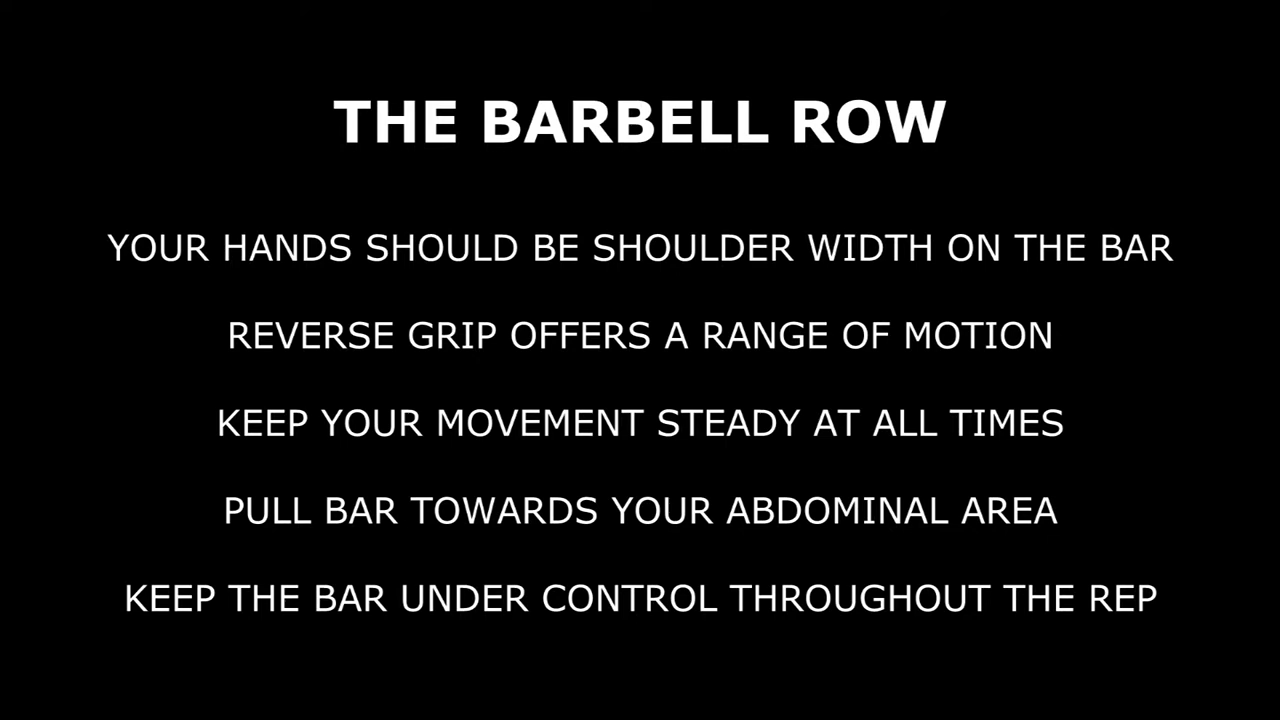 THE BARBELL ROW
YOUR HANDS SHOULD BE SHOULDER WIDTH ON THE BAR
REVERSE GRIP OFFERS A RANGE OF MOTION
KEEP YOUR MOVEMENT STEADY AT ALL TIMES
PULL BAR TOWARDS YOUR ABDOMINAL AREA
KEEP THE BAR UNDER CONTROL THROUGHOUT THE REP